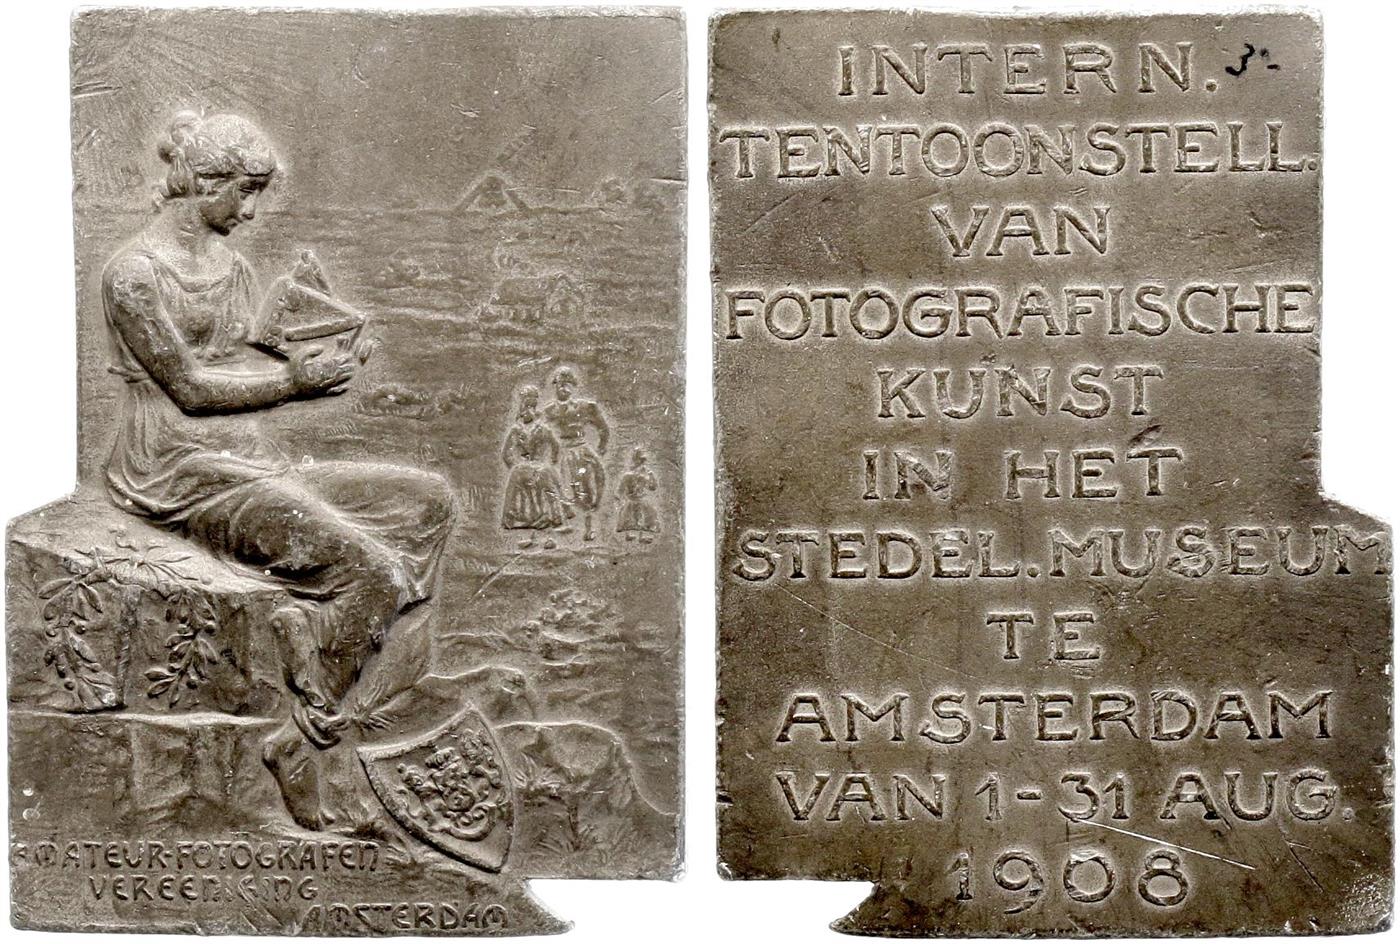 AMATEUR-FOTOGRAFEN
VEREENIGING
AMSTERDAM
INTERN.
TENTOONSTELL.
VAN
FOTOGRAFISCHE
KUNST
IN HET
STEDEL. MUSEUM
TE
AMSTERDAM
VAN 1-31 AUG.
1908